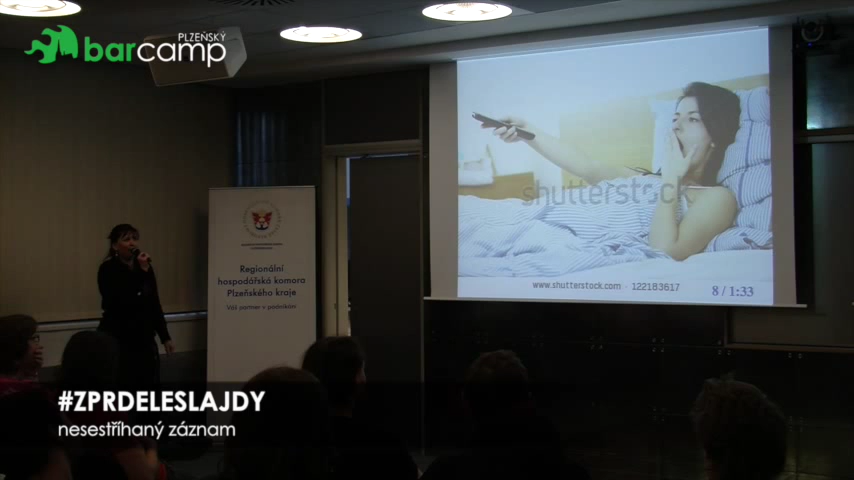 PLZEŇSKÝ
barcamp
shutterstock
www.shutterstock.com · 122183617
8 / 1:33
Regionální
hospodářská komora
Plzeňského kraje
Váš partner v podnikání
#ZPRDELESLAJDY
nesestříhaný záznam